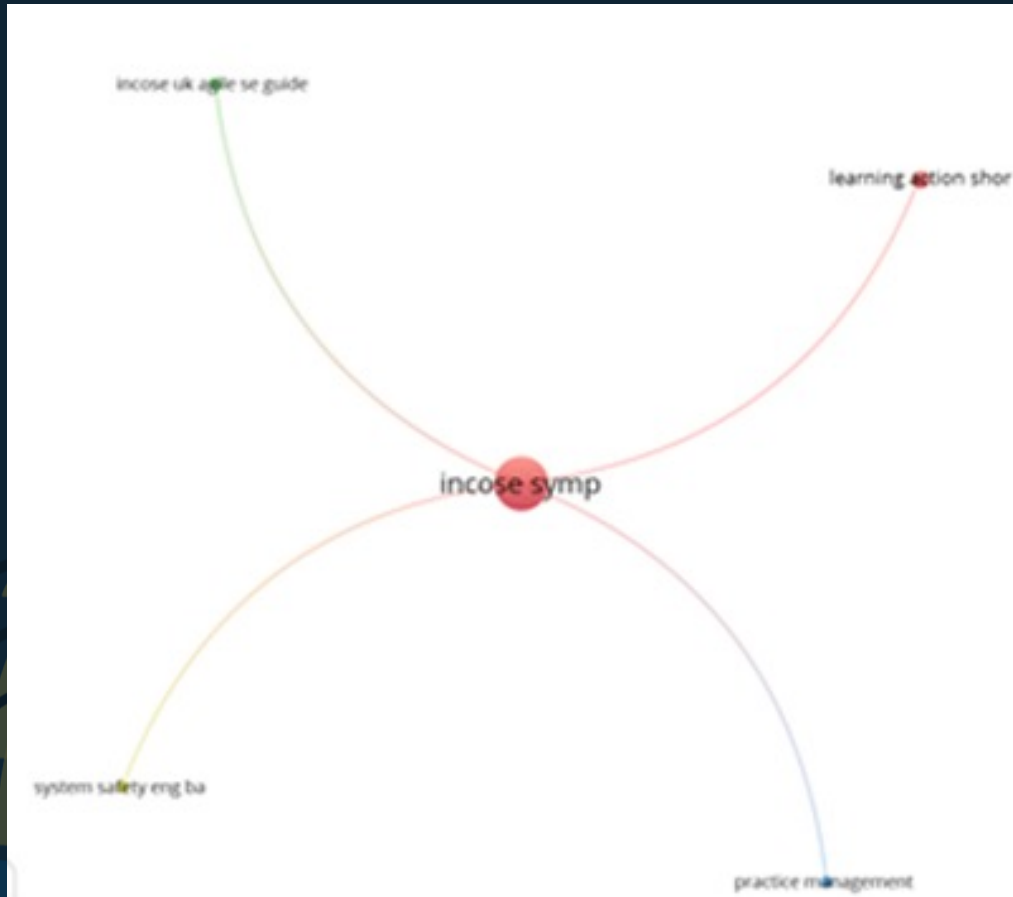 incose uk agile se guide
learning action shor
incose symp
system safety eng ba
practice management